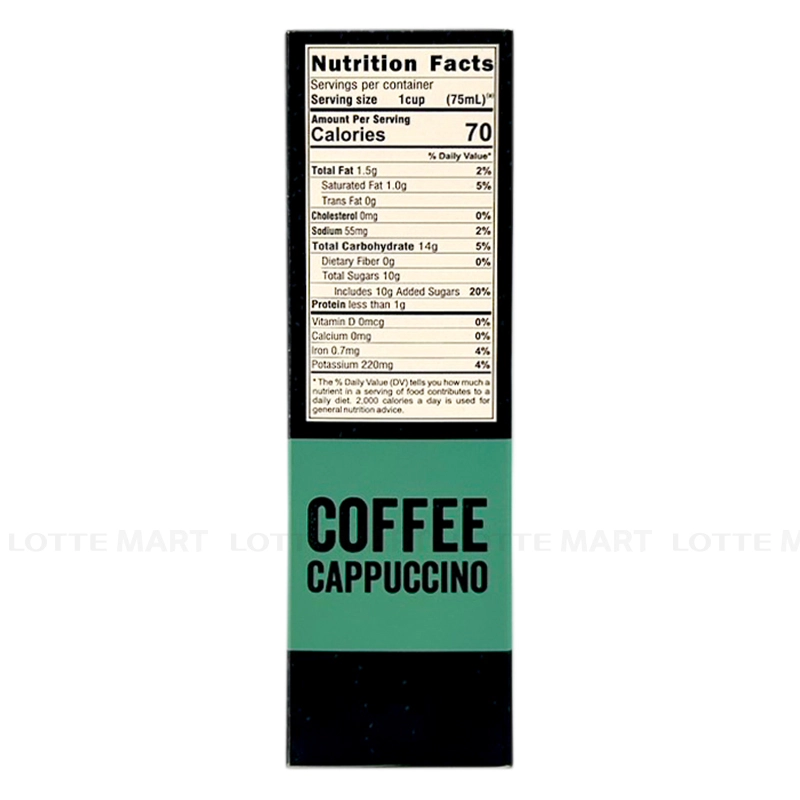 Nutrition Facts
Servings per container
Serving size 1cup (75mL)
Amount Per Serving
Calories 70
% Daily Value*
Total Fat 1.5g 2%
Saturated Fat 1.0g 5%
Trans Fat 0g
Cholesterol 0mg 0%
Sodium 55mg 2%
Total Carbohydrate 14g 5%
Dietary Fiber 0g 0%
Total Sugars 10g
Includes 10g Added Sugars 20%
Protein less than 1g
Vitamin D 0mcg 0%
Calcium 0mg 0%
Iron 0.7mg 4%
Potassium 220mg 4%
* The % Daily Value (DV) tells you how much a
nutrient in a serving of food contributes to a
daily diet. 2,000 calories a day is used for
general nutrition advice.
COFFEE
LOTTE MART LOTTE MART LOTTE M
CAPPUCCINO